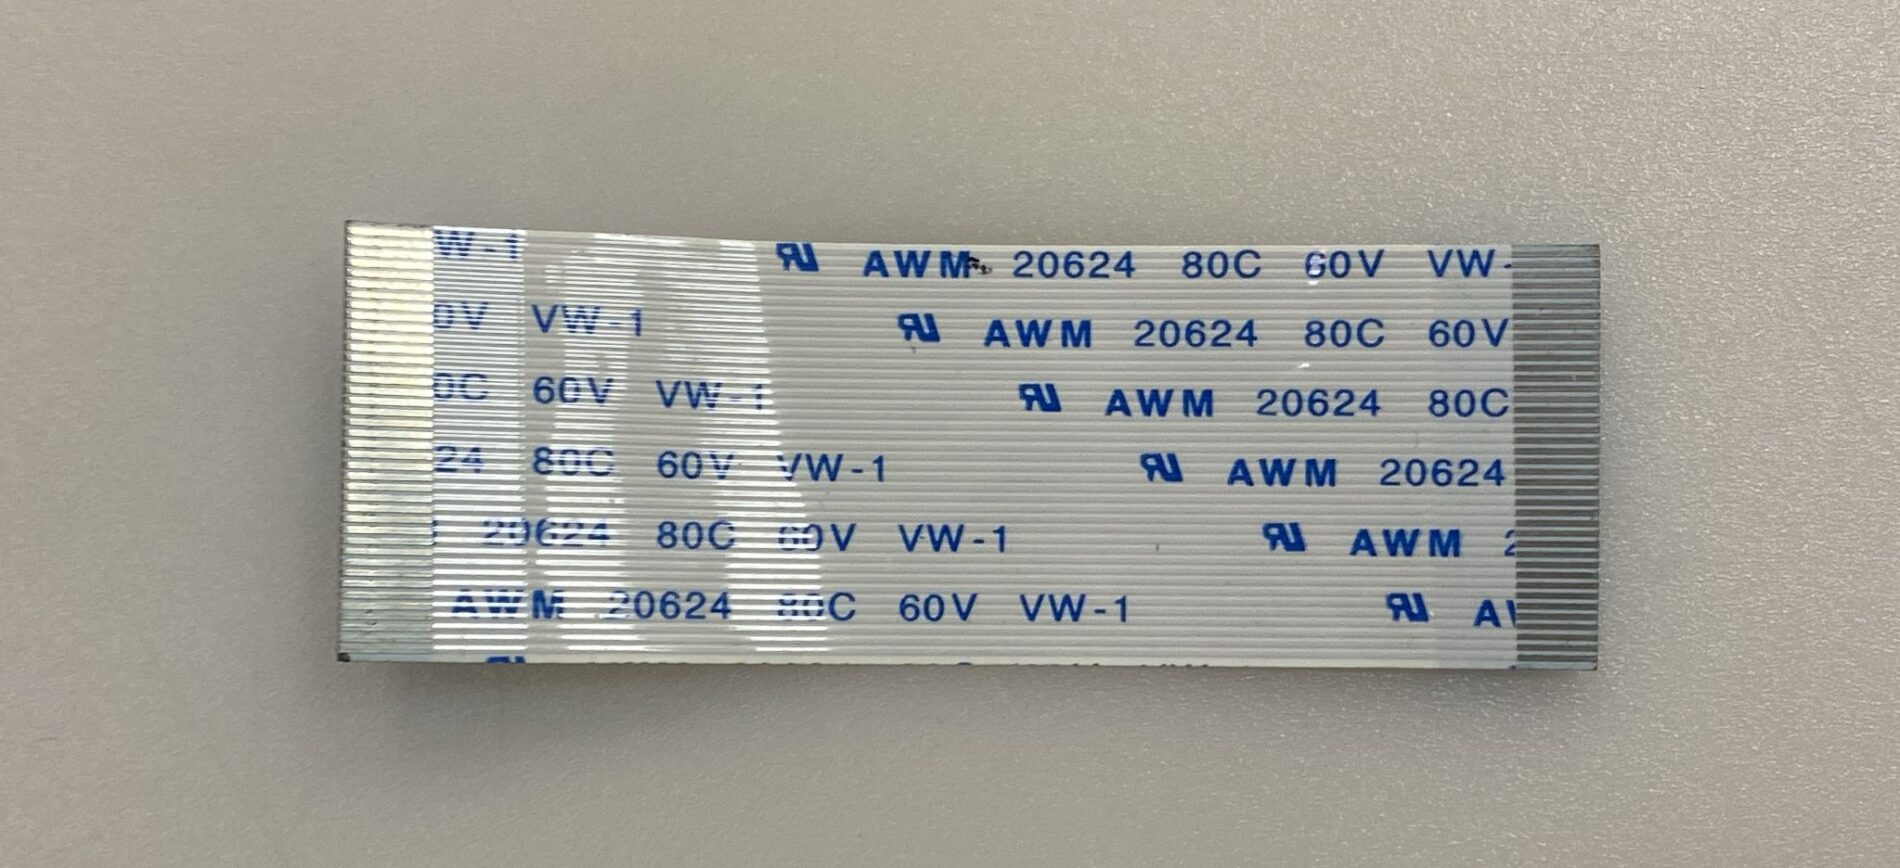 W-1 AWM 20624 80C 60V VW-
0V VW-1 AWM 20624 80C 60V
0C 60V VW-1 AWM 20624 80C
24 80C 60V VW-1 AWM 20624
20624 80C 60V VW-1 AWM 2
AWM 20624 80C 60V VW-1